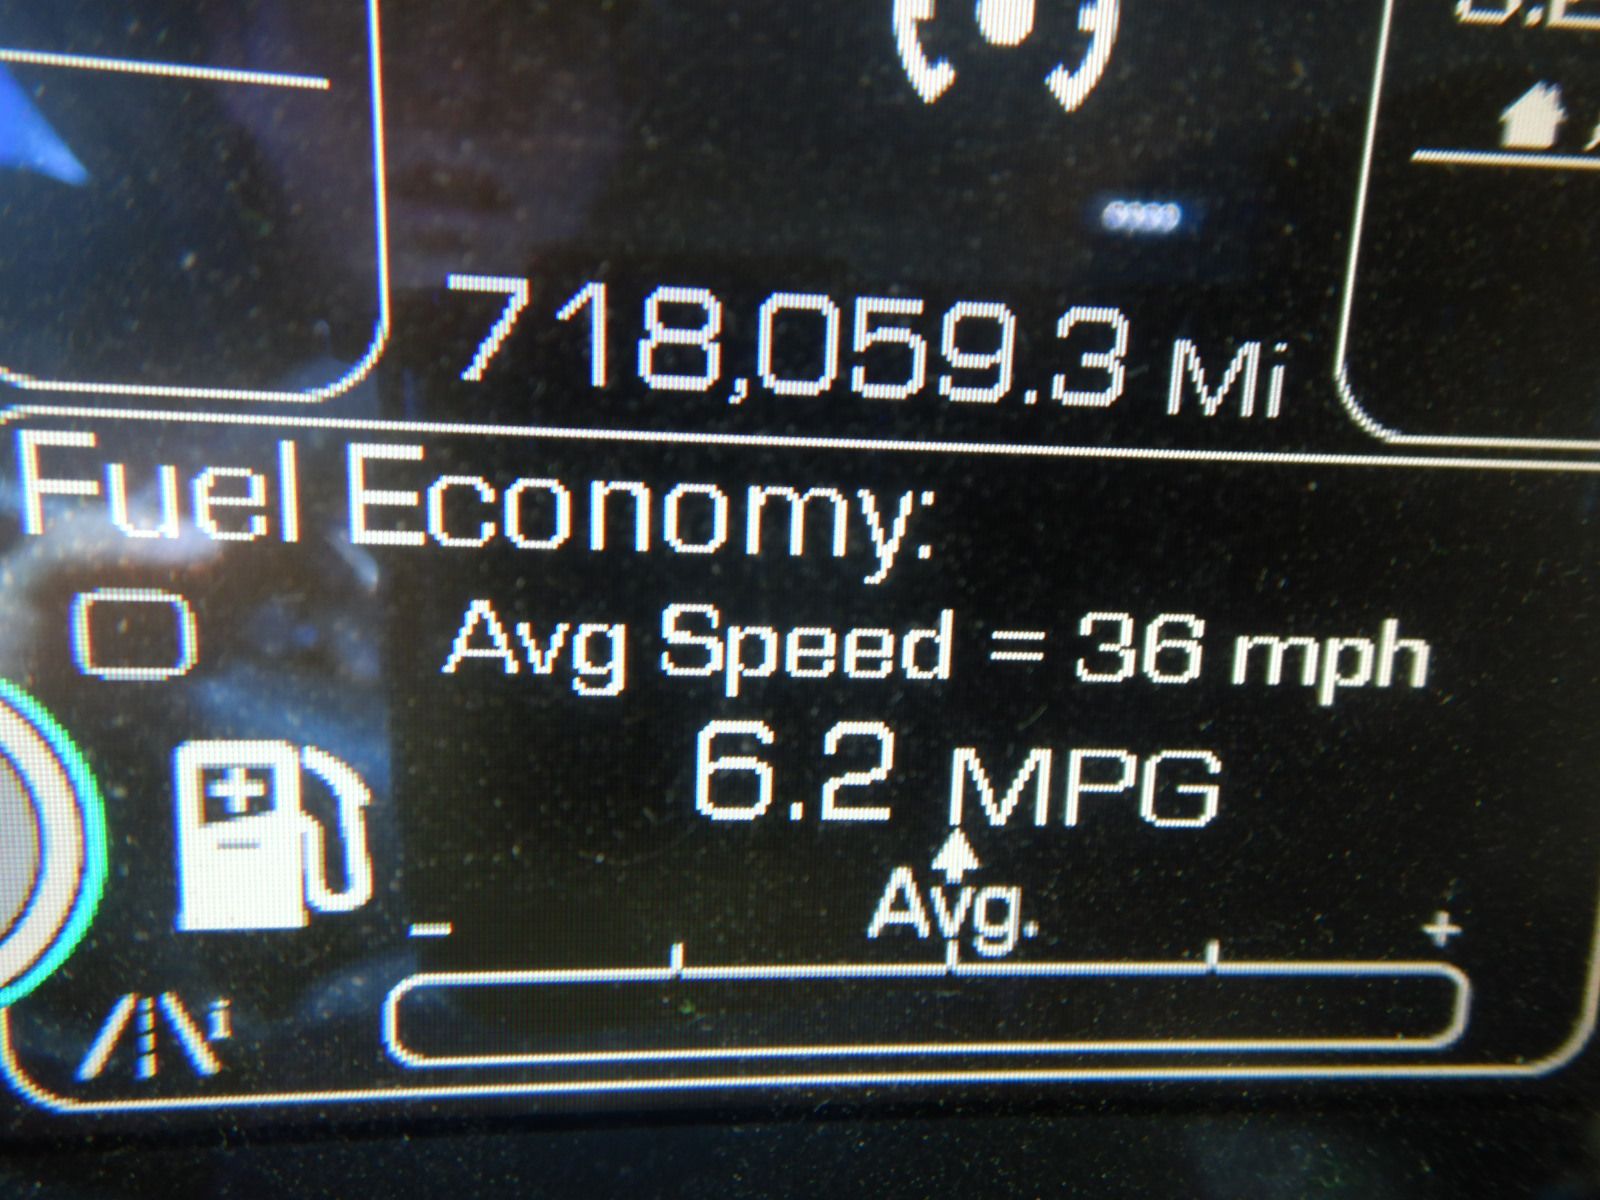 718,059.3 Mi
Fuel Economy:
Avg Speed = 36 mph
6.2 MPG
Avg.
- +
i